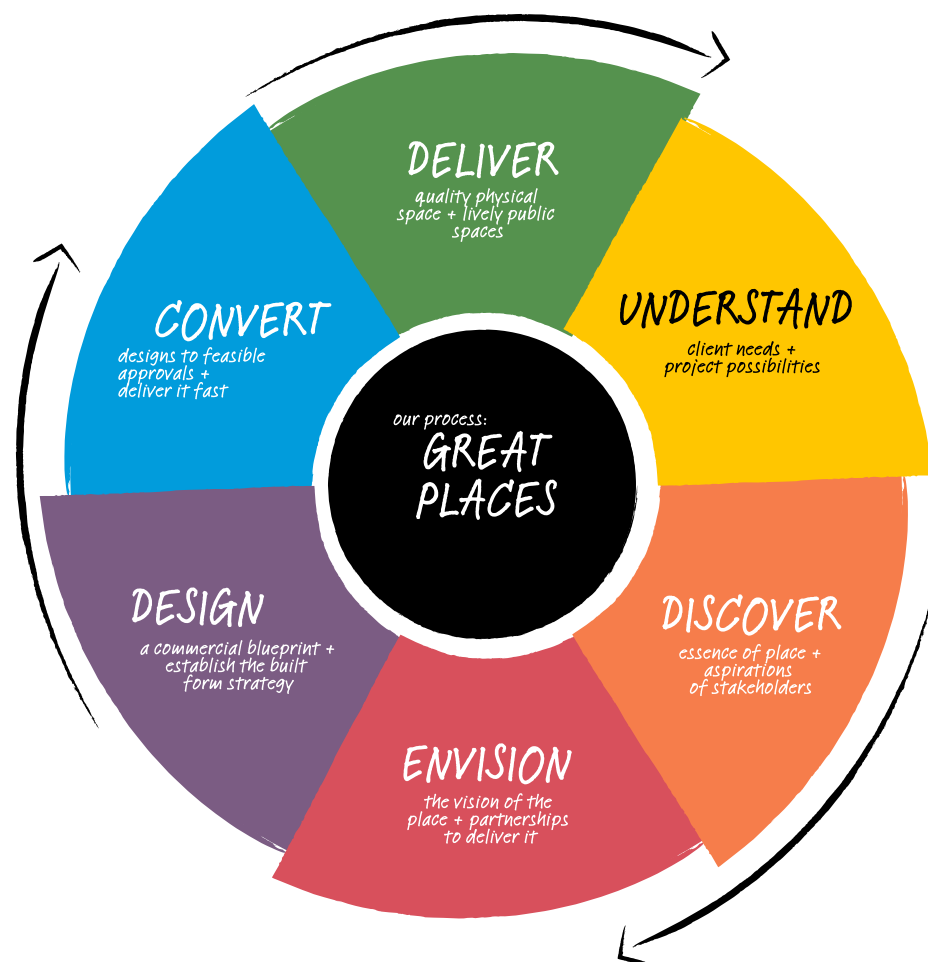 DELIVER
quality physical
space + lively public
spaces
UNDERSTAND
client needs +
project possibilities
DISCOVER
essence of place +
aspirations
of stakeholders
ENVISION
the vision of the
place + partnerships
to deliver it
DESIGN
a commercial blueprint +
establish the built
form strategy
CONVERT
designs to feasible
approvals +
deliver it fast
our process:
GREAT
PLACES